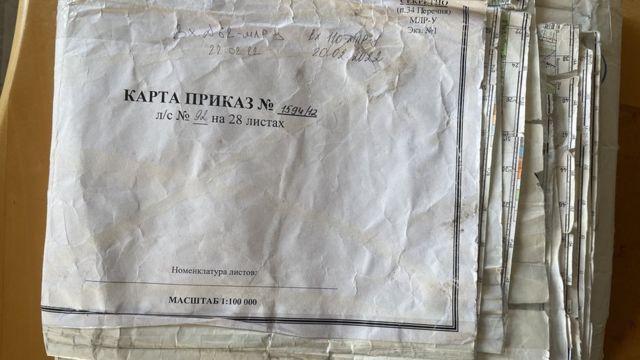 СЕКРЕТНО
(п.34 Перечня)
МЛР-У
Экз. №1
22.02.22
20.02.2022
КАРТА ПРИКАЗ № 1594/12
л/с № 92 на 28 листах
Номенклатура листов:
МАСШТАБ 1:100 000